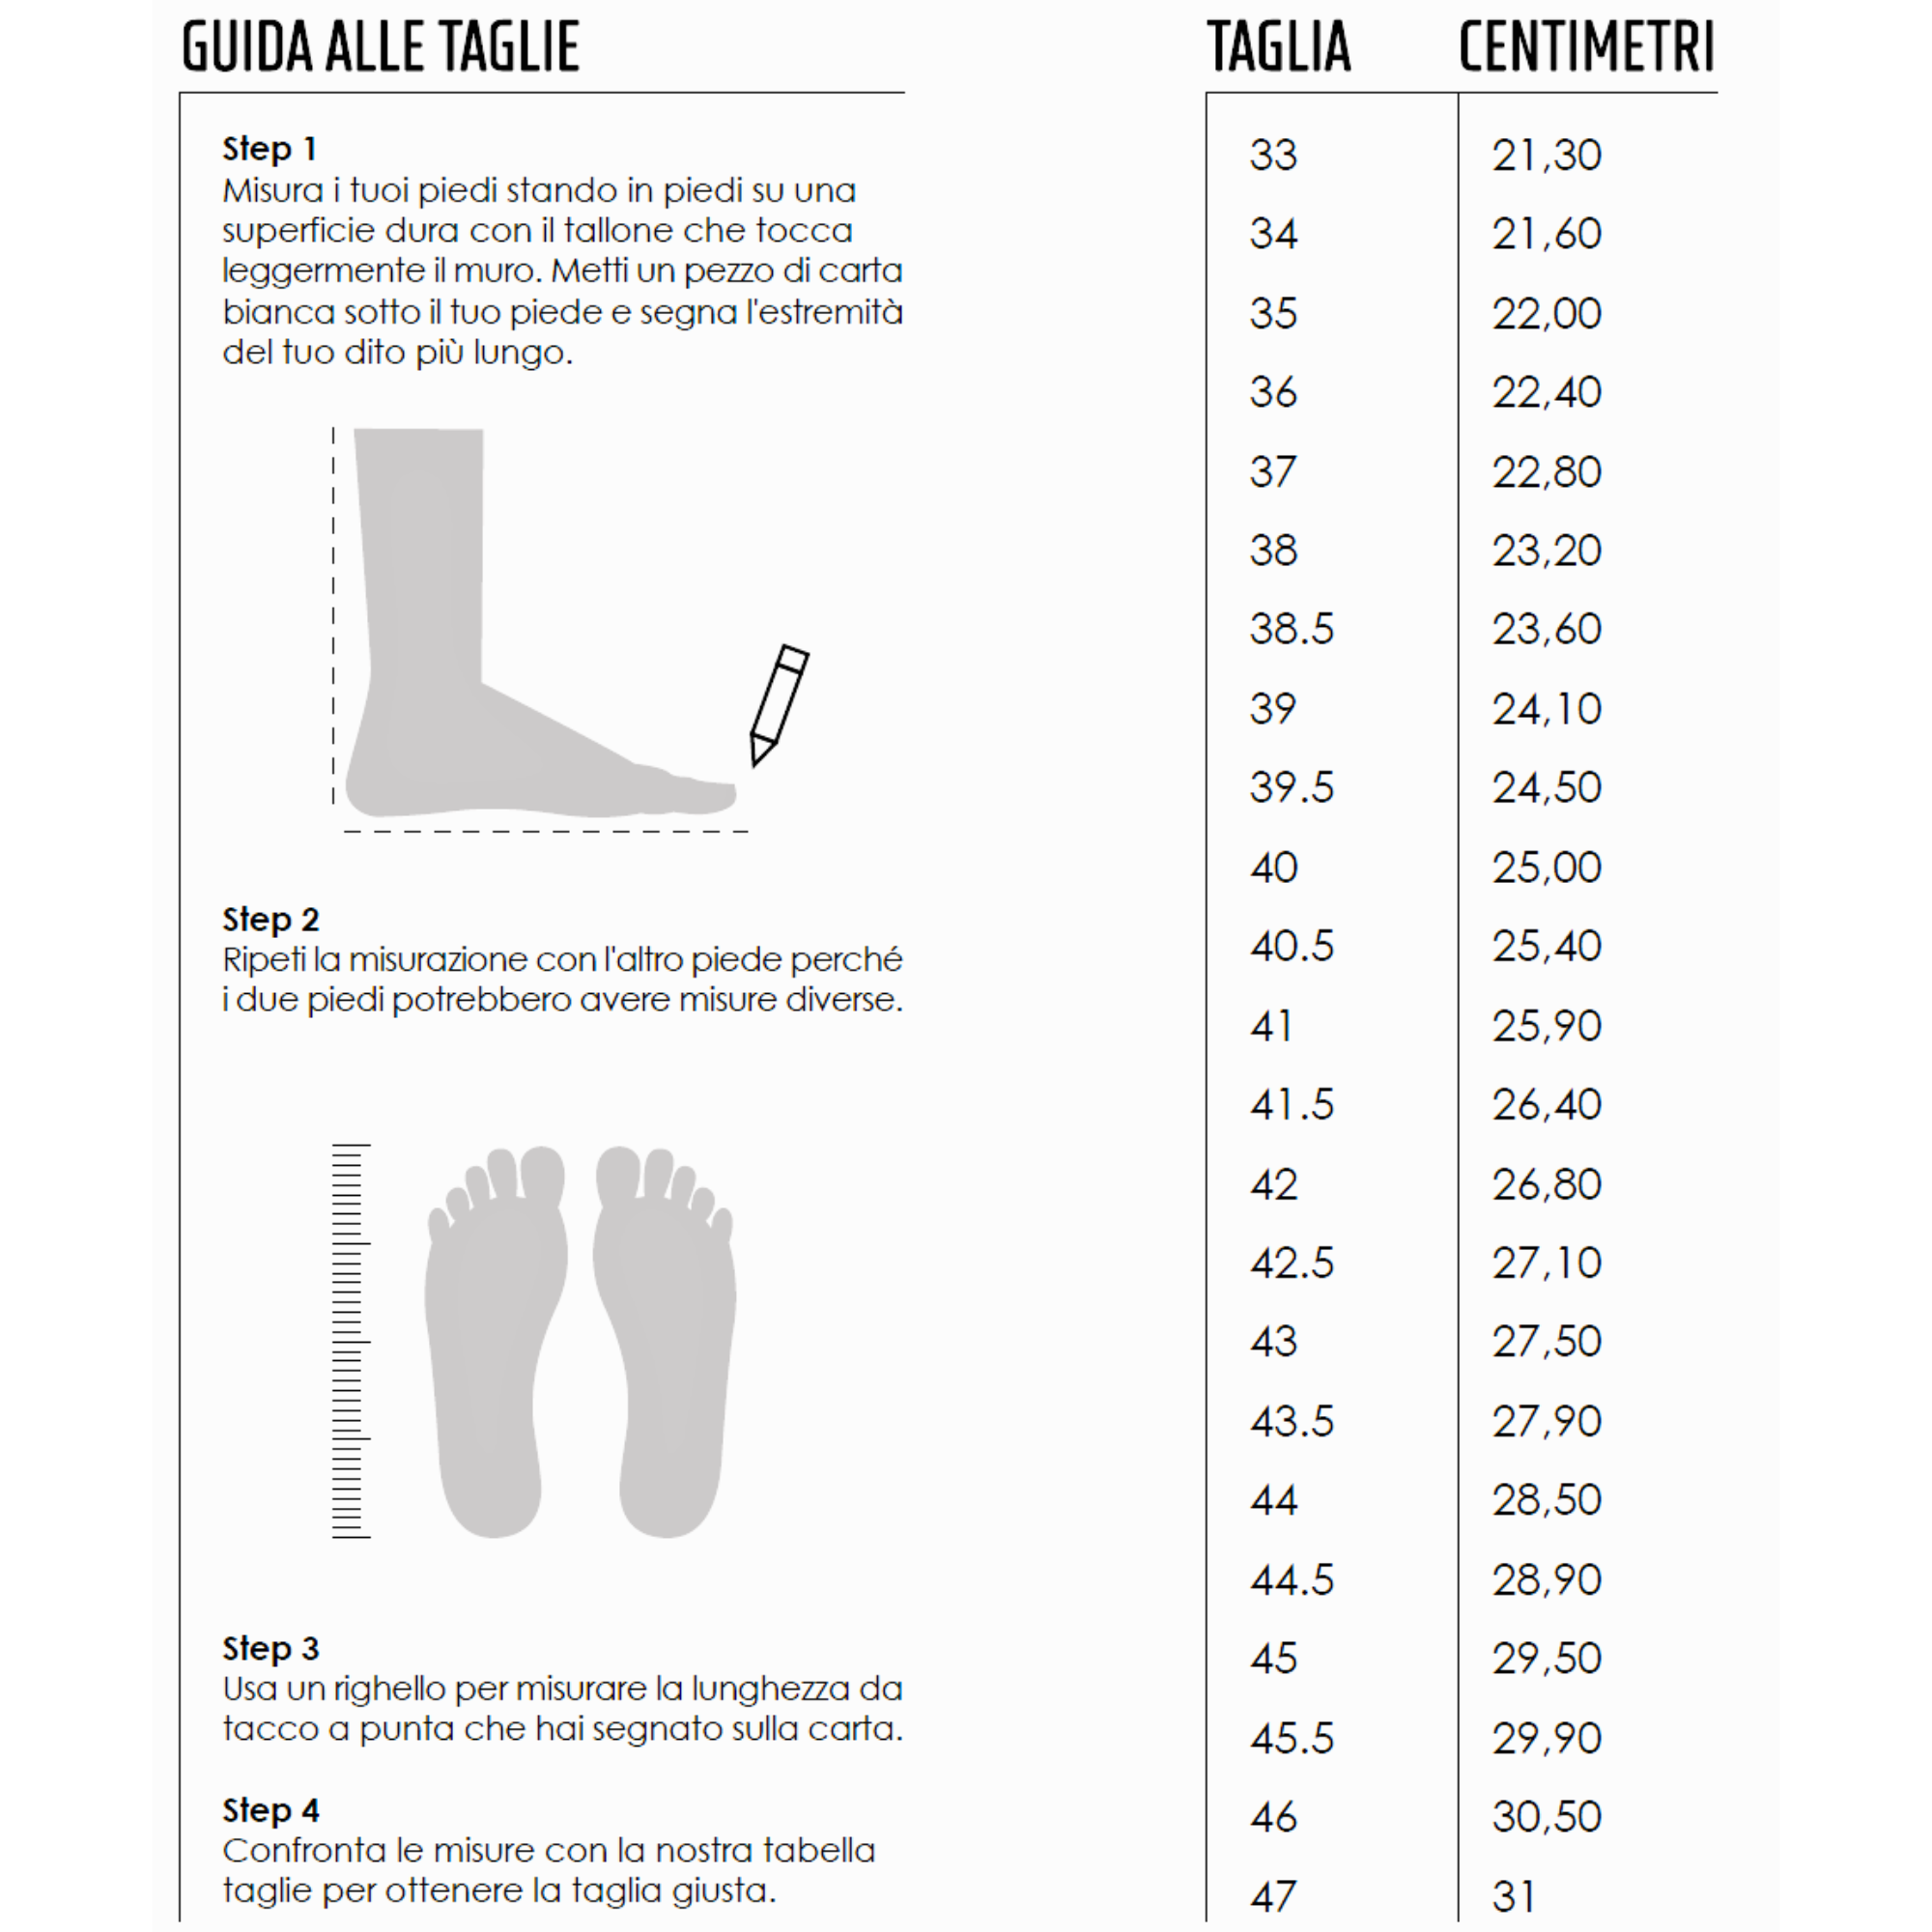 GUIDA ALLE TAGLIE
Step 1
Misura i tuoi piedi stando in piedi su una
superficie dura con il tallone che tocca
leggermente il muro. Metti un pezzo di carta
bianca sotto il tuo piede e segna l'estremità
del tuo dito più lungo.
Step 2
Ripeti la misurazione con l'altro piede perché
i due piedi potrebbero avere misure diverse.
Step 3
Usa un righello per misurare la lunghezza da
tacco a punta che hai segnato sulla carta.
Step 4
Confronta le misure con la nostra tabella
taglie per ottenere la taglia giusta.
TAGLIA CENTIMETRI
33 21,30
34 21,60
35 22,00
36 22,40
37 22,80
38 23,20
38.5 23,60
39 24,10
39.5 24,50
40 25,00
40.5 25,40
41 25,90
41.5 26,40
42 26,80
42.5 27,10
43 27,50
43.5 27,90
44 28,50
44.5 28,90
45 29,50
45.5 29,90
46 30,50
47 31